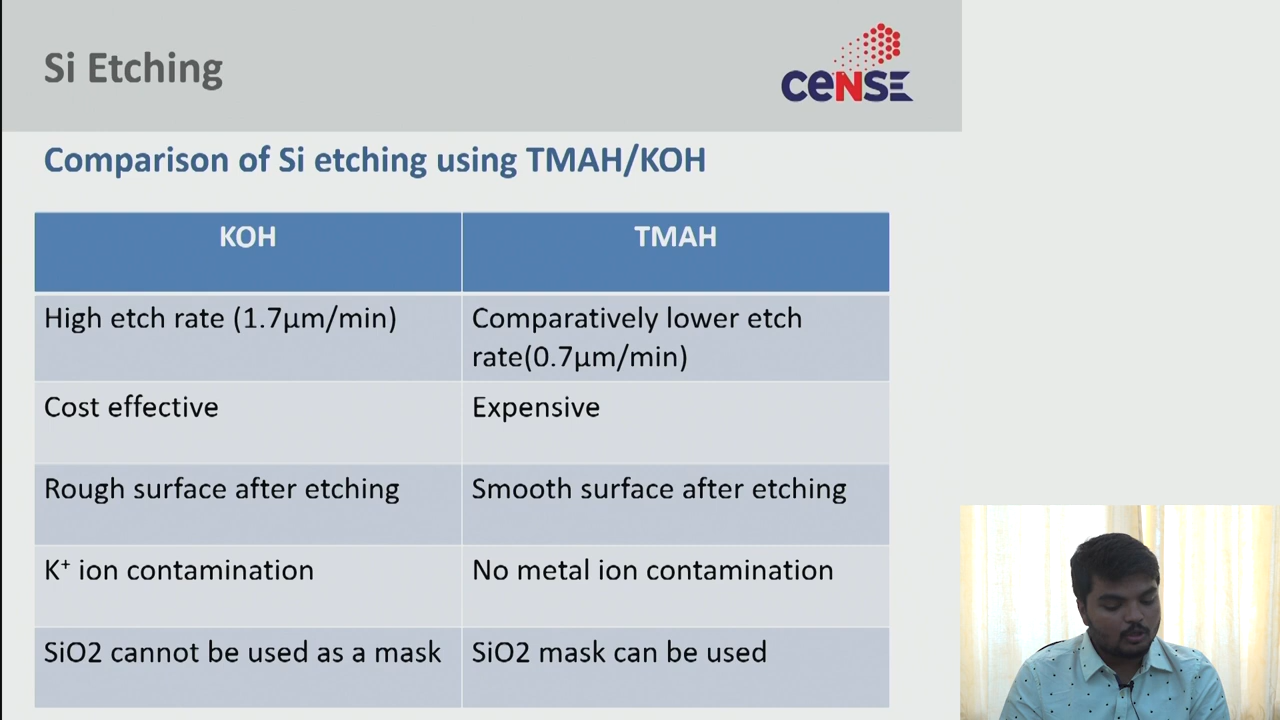 Si Etching
ceNSE
Comparison of Si etching using TMAH/KOH
KOH
TMAH
High etch rate (1.7µm/min)
Comparatively lower etch
rate(0.7µm/min)
Cost effective
Expensive
Rough surface after etching
Smooth surface after etching
K⁺ ion contamination
No metal ion contamination
SiO2 cannot be used as a mask
SiO2 mask can be used